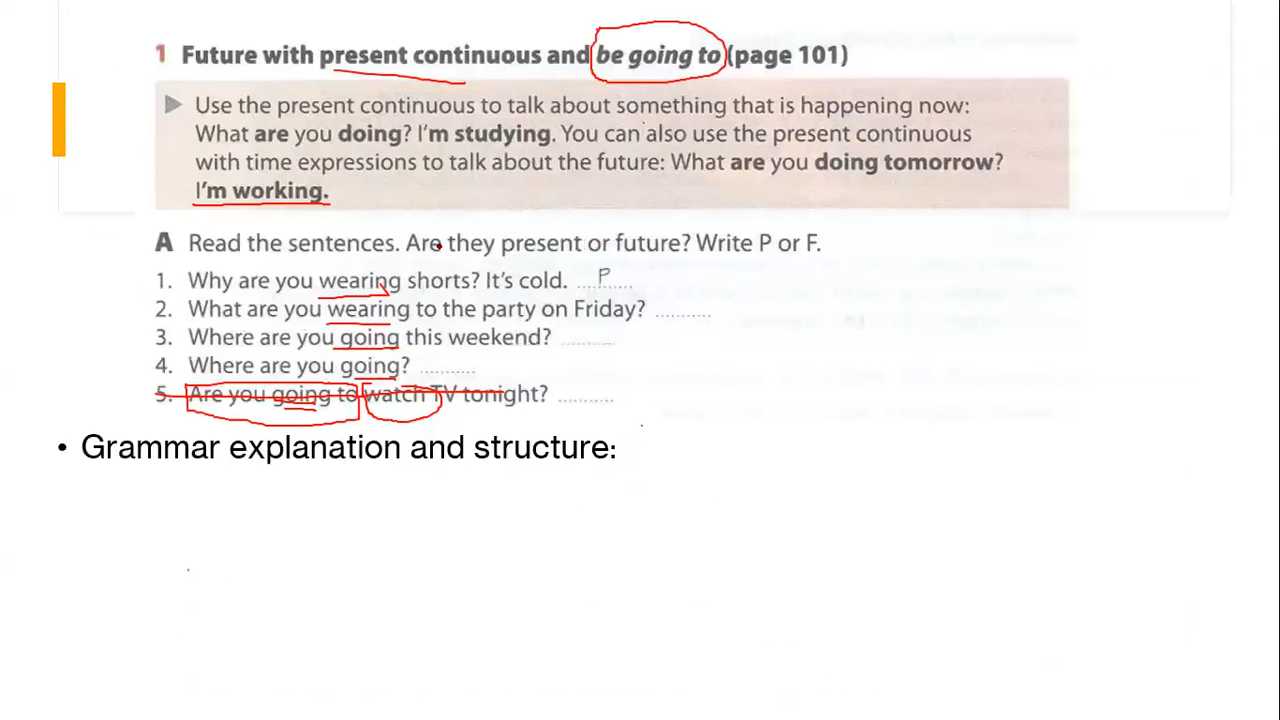 1 Future with present continuous and be going to (page 101)
▶ Use the present continuous to talk about something that is happening now:
What are you doing? I'm studying. You can also use the present continuous
with time expressions to talk about the future: What are you doing tomorrow?
I'm working.
A Read the sentences. Are they present or future? Write P or F.
1. Why are you wearing shorts? It's cold. ..P.......
2. What are you wearing to the party on Friday? ..........
3. Where are you going this weekend? ..........
4. Where are you going? ..........
5. Are you going to watch TV tonight? ..........
• Grammar explanation and structure: